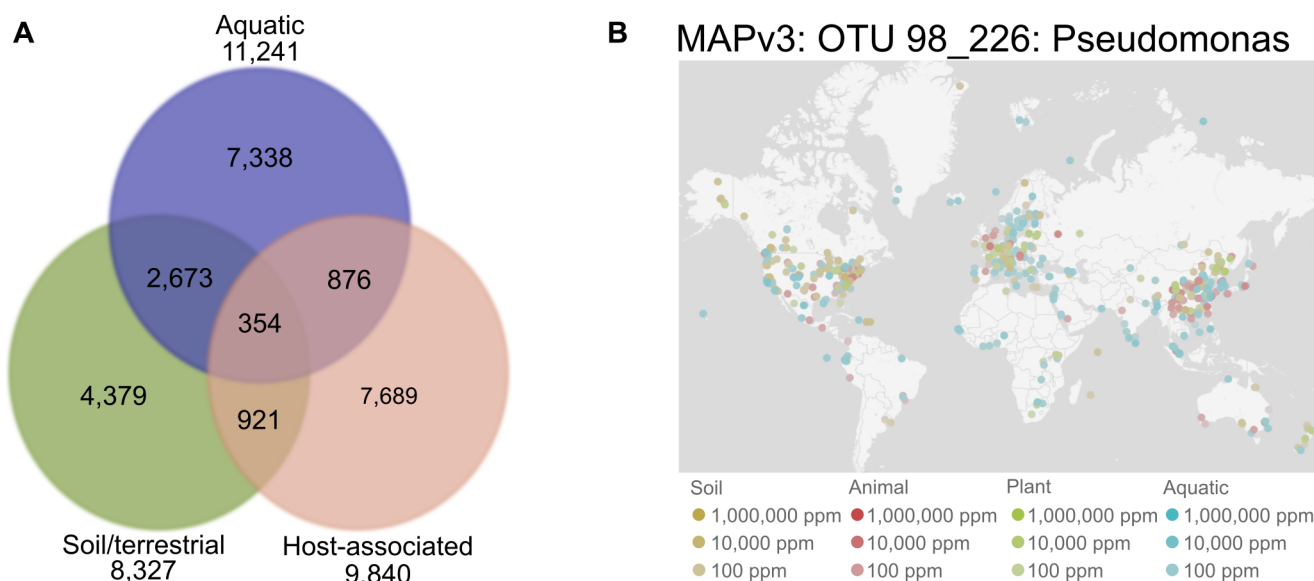 A
Aquatic
11,241
7,338
2,673
876
354
4,379
921
7,689
Soil/terrestrial
8,327
Host-associated
9,840
B
MAPv3: OTU 98_226: Pseudomonas
Soil Animal Plant Aquatic
1,000,000 ppm 1,000,000 ppm 1,000,000 ppm 1,000,000 ppm
10,000 ppm 10,000 ppm 10,000 ppm 10,000 ppm
100 ppm 100 ppm 100 ppm 100 ppm